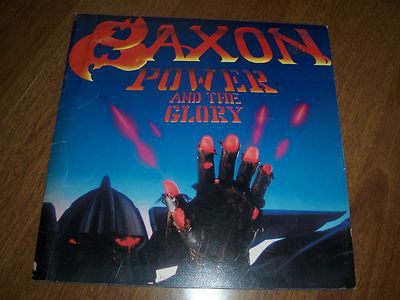 SAXON
POWER
AND THE
GLORY